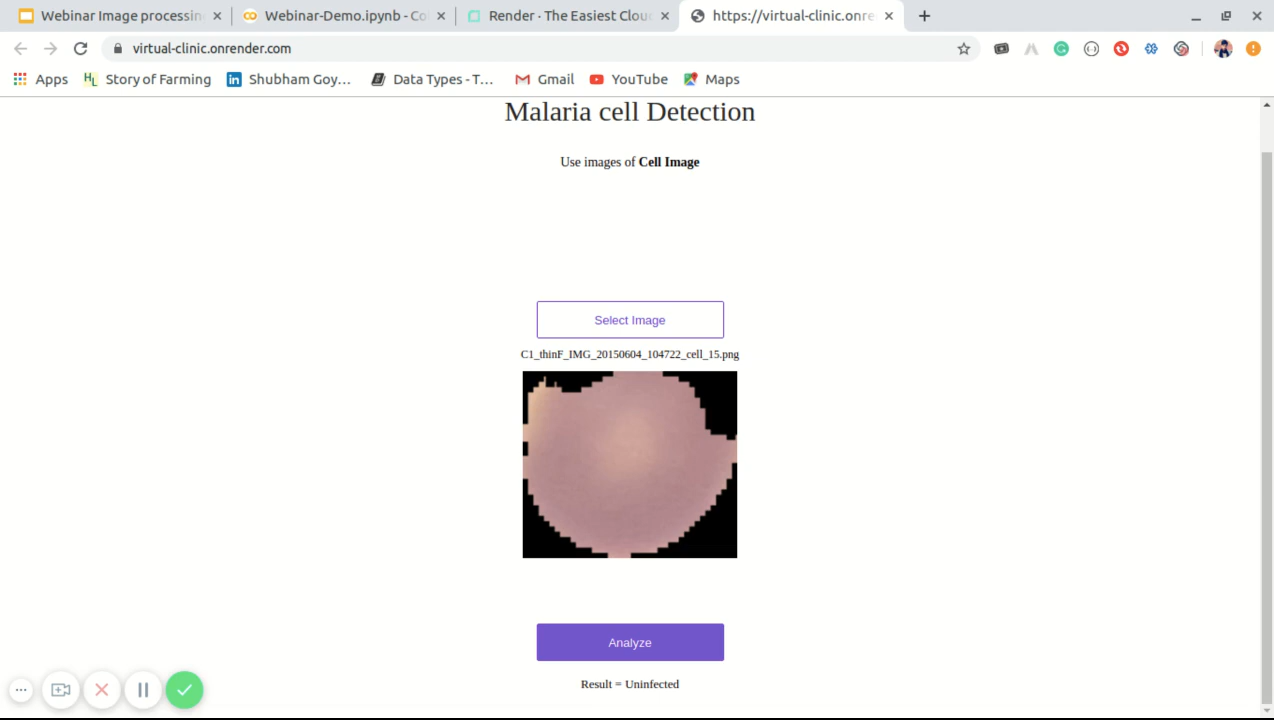 Webinar Image processin
Webinar-Demo.ipynb - Co
Render · The Easiest Clou
https://virtual-clinic.onre
virtual-clinic.onrender.com
Apps
HL Story of Farming
in Shubham Goy...
Data Types - T...
Gmail
YouTube
Maps
Malaria cell Detection
Use images of Cell Image
Select Image
C1_thinF_IMG_20150604_104722_cell_15.png
Analyze
Result = Uninfected